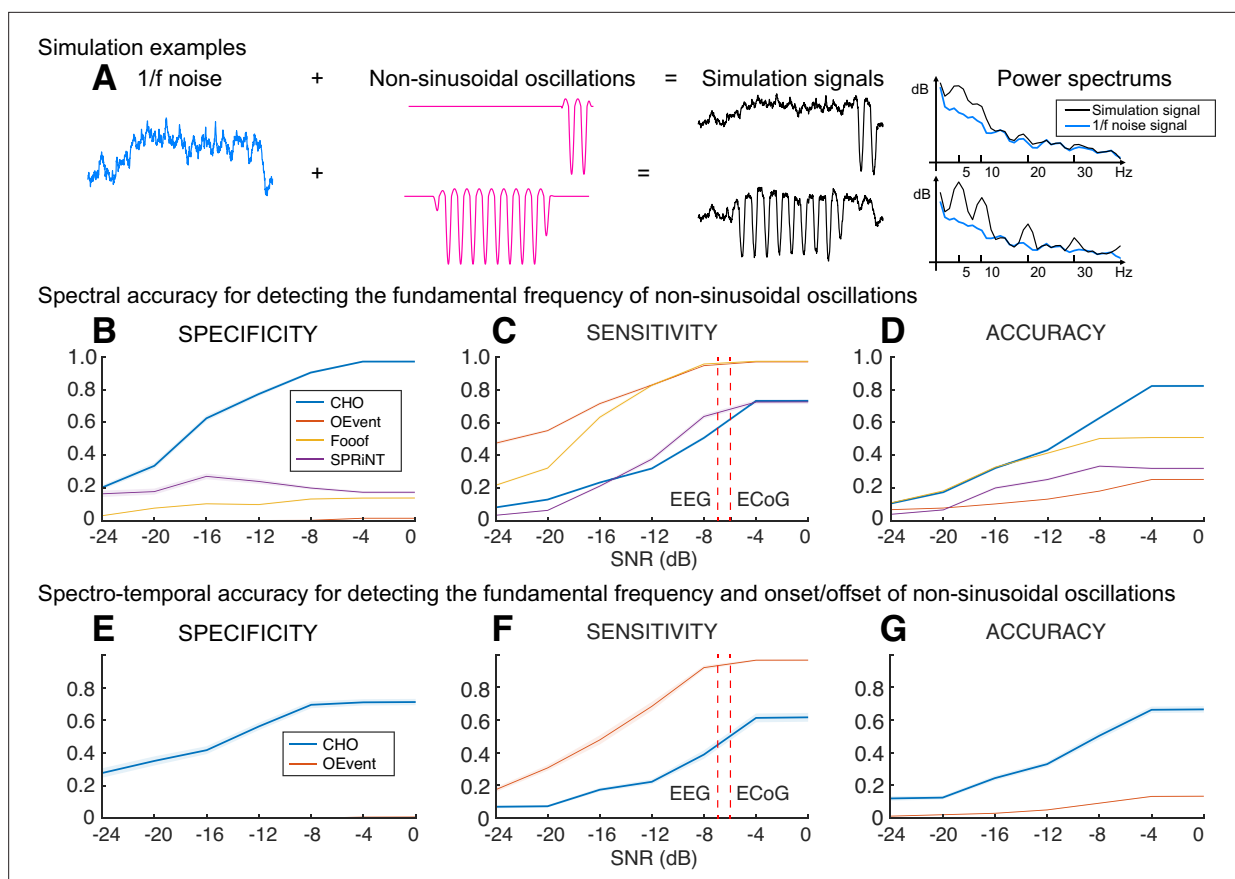 Simulation examples
A 1/f noise + Non-sinusoidal oscillations = Simulation signals Power spectrums
dB
Simulation signal
1/f noise signal
5 10 20 30 Hz
+ =
dB
5 10 20 30 Hz
Spectral accuracy for detecting the fundamental frequency of non-sinusoidal oscillations
B SPECIFICITY
1.0
0.8
0.6
0.4
0.2
0
CHO
OEvent
Fooof
SPRiNT
-24 -20 -16 -12 -8 -4 0
C SENSITIVITY
1.0
0.8
0.6
0.4
0.2
0
EEG ECoG
-24 -20 -16 -12 -8 -4 0
SNR (dB)
D ACCURACY
1.0
0.8
0.6
0.4
0.2
0
-24 -20 -16 -12 -8 -4 0
Spectro-temporal accuracy for detecting the fundamental frequency and onset/offset of non-sinusoidal oscillations
E SPECIFICITY
0.8
0.6
0.4
0.2
0
CHO
OEvent
-24 -20 -16 -12 -8 -4 0
F SENSITIVITY
0.8
0.6
0.4
0.2
0
EEG ECoG
-24 -20 -16 -12 -8 -4 0
SNR (dB)
G ACCURACY
0.8
0.6
0.4
0.2
0
-24 -20 -16 -12 -8 -4 0